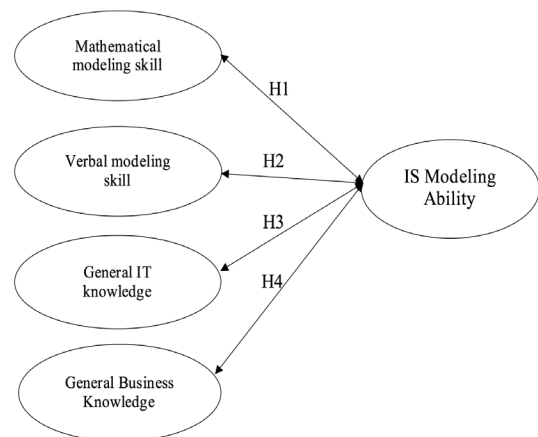 Mathematical
modeling skill
H1
Verbal modeling
skill
H2
IS Modeling
Ability
General IT
knowledge
H3
H4
General Business
Knowledge